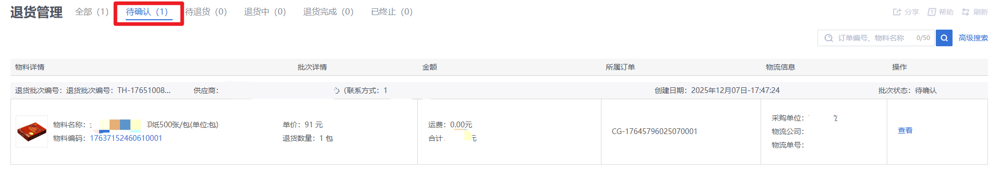 退货管理 全部（1） 待确认（1） 待退货（0） 退货中（0） 退货完成（0） 已终止（0） 分享 帮助 刷新
订单编号、物料名称 0/50 高级搜索
物料详情 批次详情 金额 所属订单 物流信息 操作
退货批次编号：退货批次编号：TH-17651008... 供应商： 心（联系方式：1 创建日期：2025年12月07日-17:47:24 批次状态：待确认
物料名称： 印纸500张/包(单位:包) 单价：91 元 运费：0.00元 采购单位：
物料编码：17637152460610001 退货数量：1 包 合计 元 CG-17645796025070001 物流公司： 查看
物流单号：